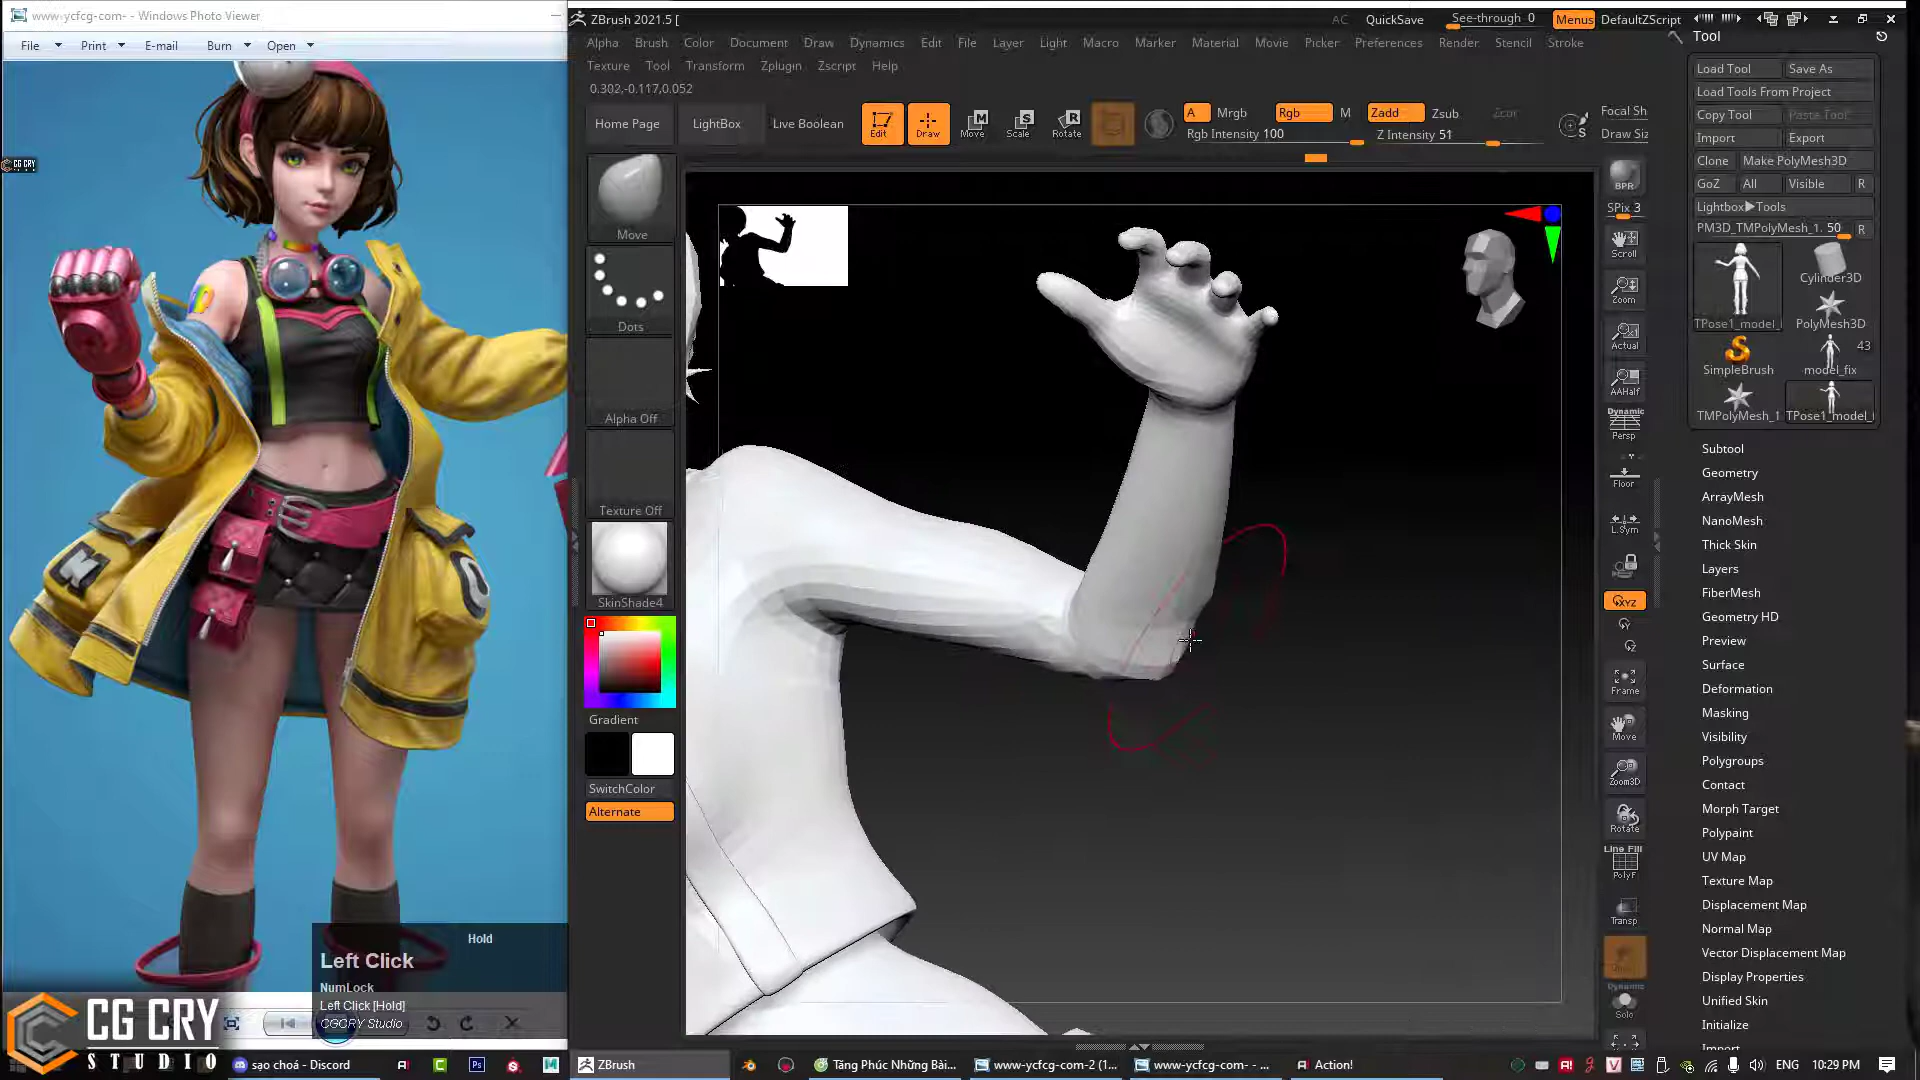 www-ycfcg-com- - Windows Photo Viewer
File Print E-mail Burn Open
CG CRY
ZBrush 2021.5 [
AC QuickSave See-through 0 Menus DefaultZScript
Alpha Brush Color Document Draw Dynamics Edit File Layer Light Macro Marker Material Movie Picker Preferences Render Stencil Stroke
Texture Tool Transform Zplugin Zscript Help
0.302,-0.117,0.052
Home Page LightBox Live Boolean
Edit Draw Move Scale Rotate
A Mrgb Rgb M Zadd Zsub Zcut
Rgb Intensity 100 Z Intensity 51
Focal Sh
Draw Siz
Move
Dots
Alpha Off
Texture Off
SkinShade4
Gradient
SwitchColor
Alternate
BPR
SPix 3
Scroll
Zoom
Actual
AAHalf
Dynamic
Persp
Floor
L.Sym
XYZ
Frame
Move
Zoom3D
Rotate
Line Fill
PolyF
Transp
Dynamic
Solo
Tool
Load Tool Save As
Load Tools From Project
Copy Tool Paste Tool
Import Export
Clone Make PolyMesh3D
GoZ All Visible R
Lightbox▶Tools
PM3D_TMPolyMesh_1. 50 R
TPose1_model_ Cylinder3D
PolyMesh3D
SimpleBrush model_fix 43
TMPolyMesh_1 TPose1_model_
Subtool
Geometry
ArrayMesh
NanoMesh
Thick Skin
Layers
FiberMesh
Geometry HD
Preview
Surface
Deformation
Masking
Visibility
Polygroups
Contact
Morph Target
Polypaint
UV Map
Texture Map
Displacement Map
Normal Map
Vector Displacement Map
Display Properties
Unified Skin
Initialize
Import
Hold
Left Click
NumLock
Left Click [Hold]
CGCRY Studio
CG CRY
STUDIO
sạo choá - Discord
ZBrush
Tăng Phúc Những Bài...
www-ycfcg-com-2 (1...
www-ycfcg-com- - ...
Action!
ENG 10:29 PM